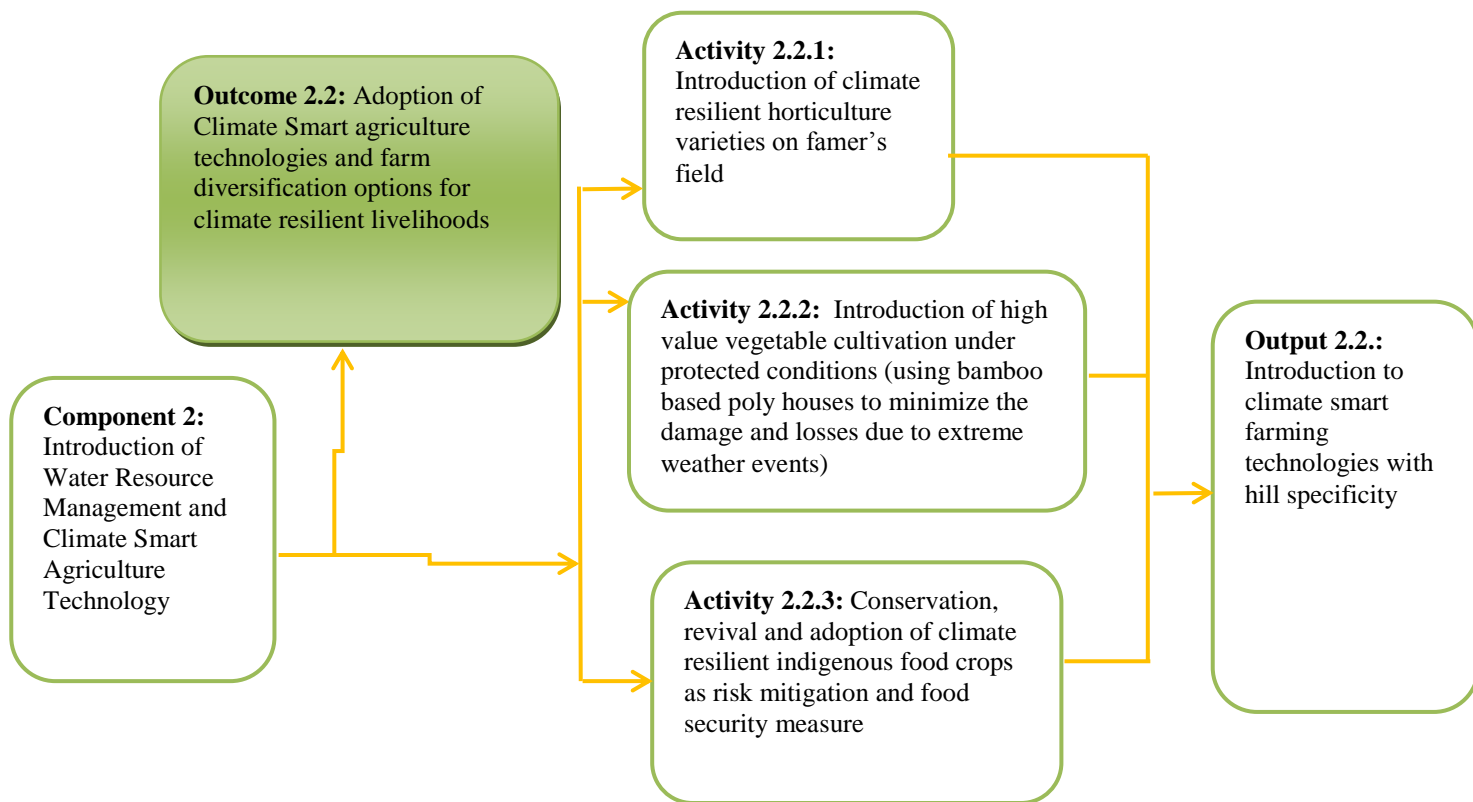 Outcome 2.2: Adoption of
Climate Smart agriculture
technologies and farm
diversification options for
climate resilient livelihoods
Component 2:
Introduction of
Water Resource
Management and
Climate Smart
Agriculture
Technology
Activity 2.2.1:
Introduction of climate
resilient horticulture
varieties on famer’s
field
Activity 2.2.2:  Introduction of high
value vegetable cultivation under
protected conditions (using bamboo
based poly houses to minimize the
damage and losses due to extreme
weather events)
Activity 2.2.3: Conservation,
revival and adoption of climate
resilient indigenous food crops
as risk mitigation and food
security measure
Output 2.2.:
Introduction to
climate smart
farming
technologies with
hill specificity